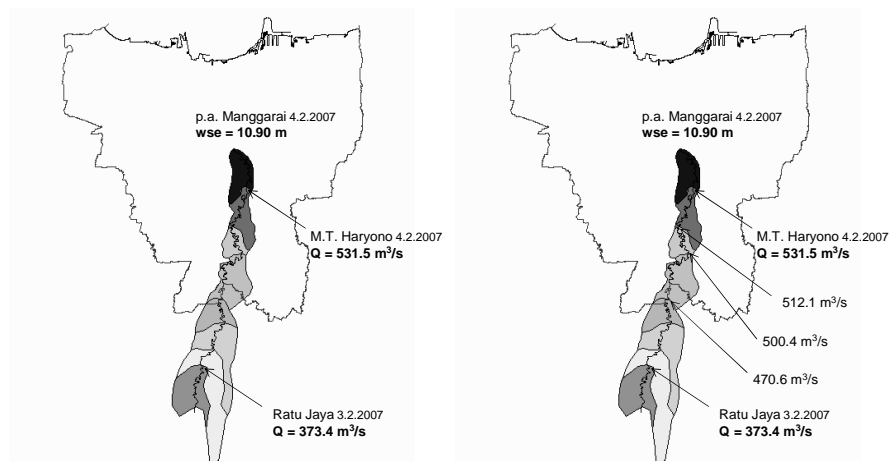 p.a. Manggarai 4.2.2007
wse = 10.90 m
M.T. Haryono 4.2.2007
Q = 531.5 m³/s
Ratu Jaya 3.2.2007
Q = 373.4 m³/s
p.a. Manggarai 4.2.2007
wse = 10.90 m
M.T. Haryono 4.2.2007
Q = 531.5 m³/s
512.1 m³/s
500.4 m³/s
470.6 m³/s
Ratu Jaya 3.2.2007
Q = 373.4 m³/s